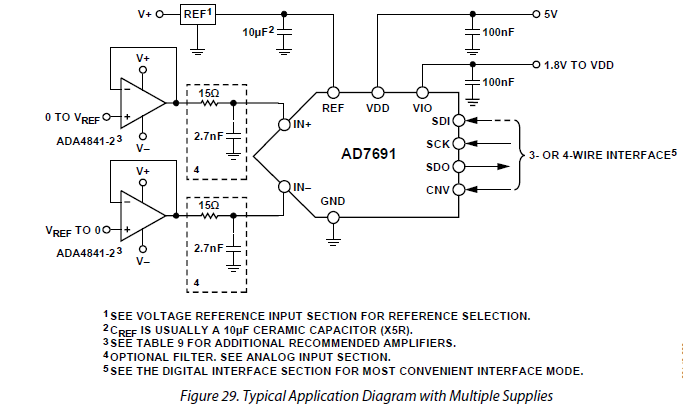 V+ REF1 5V
10µF2 100nF
V+ 1.8V TO VDD
15Ω 100nF
− REF VDD VIO
0 TO VREF + IN+ SDI
2.7nF
ADA4841-23 SCK
V− 4 AD7691 3- OR 4-WIRE INTERFACE5
SDO
V+ IN− CNV
15Ω GND
−
VREF TO 0 +
2.7nF
ADA4841-23
V−
4
1SEE VOLTAGE REFERENCE INPUT SECTION FOR REFERENCE SELECTION.
2CREF IS USUALLY A 10µF CERAMIC CAPACITOR (X5R).
3SEE TABLE 9 FOR ADDITIONAL RECOMMENDED AMPLIFIERS.
4OPTIONAL FILTER. SEE ANALOG INPUT SECTION.
5SEE THE DIGITAL INTERFACE SECTION FOR MOST CONVENIENT INTERFACE MODE.
Figure 29. Typical Application Diagram with Multiple Supplies